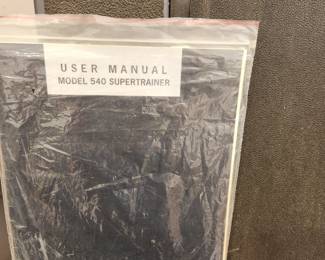 USER MANUAL
MODEL 540 SUPERTRAINER